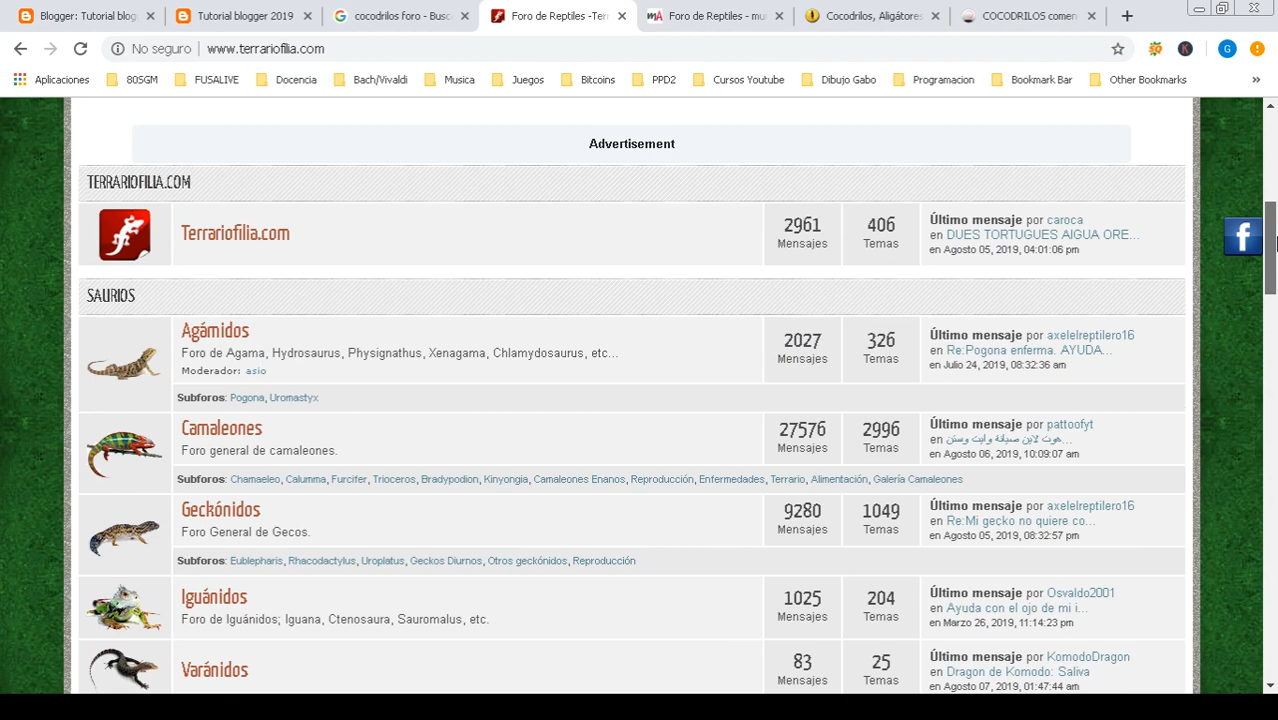 Blogger: Tutorial blog
Tutorial blogger 2019
cocodrilos foro - Busc
Foro de Reptiles -Terr
Foro de Reptiles - mu
Cocodrilos, Aligátores
COCODRILOS comen
No seguro | www.terrariofilia.com
Aplicaciones 805GM FUSALIVE Docencia Bach/Vivaldi Musica Juegos Bitcoins PPD2 Cursos Youtube Dibujo Gabo Programacion Bookmark Bar Other Bookmarks »
Advertisement
TERRARIOFILIA.COM
Terrariofilia.com
2961
Mensajes
406
Temas
Último mensaje por caroca
en DUES TORTUGUES AIGUA ORE...
en Agosto 05, 2019, 04:01:06 pm
SAURIOS
Agámidos
Foro de Agama, Hydrosaurus, Physignathus, Xenagama, Chlamydosaurus, etc...
Moderador: asio
2027
Mensajes
326
Temas
Último mensaje por axelelreptilero16
en Re:Pogona enferma. AYUDA...
en Julio 24, 2019, 08:32:36 am
Subforos: Pogona, Uromastyx
Camaleones
Foro general de camaleones.
27576
Mensajes
2996
Temas
Último mensaje por pattoofyt
en ...حوت لاين صيانة وايت وستن
en Agosto 06, 2019, 10:09:07 am
Subforos: Chamaeleo, Calumma, Furcifer, Trioceros, Bradypodion, Kinyongia, Camaleones Enanos, Reproducción, Enfermedades, Terrario, Alimentación, Galería Camaleones
Geckónidos
Foro General de Gecos.
9280
Mensajes
1049
Temas
Último mensaje por axelelreptilero16
en Re:Mi gecko no quiere co...
en Agosto 05, 2019, 08:32:57 pm
Subforos: Eublepharis, Rhacodactylus, Uroplatus, Geckos Diurnos, Otros geckónidos, Reproducción
Iguánidos
Foro de Iguánidos; Iguana, Ctenosaura, Sauromalus, etc.
1025
Mensajes
204
Temas
Último mensaje por Osvaldo2001
en Ayuda con el ojo de mi i...
en Marzo 26, 2019, 11:14:23 pm
Varánidos
83
Mensajes
25
Temas
Último mensaje por KomodoDragon
en Dragon de Komodo: Saliva
en Agosto 07, 2019, 01:47:44 am